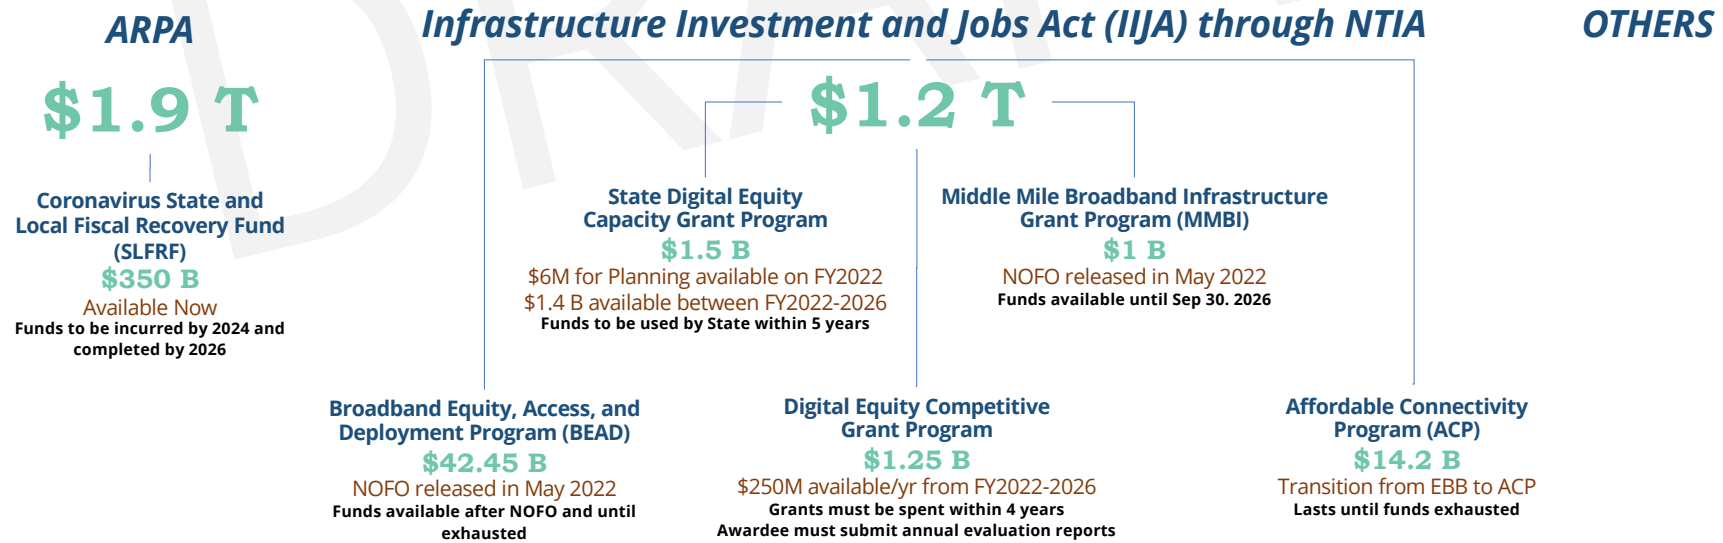 ARPA
Infrastructure Investment and Jobs Act (IIJA) through NTIA
OTHERS
$1.9 T
$1.2 T
Coronavirus State and
Local Fiscal Recovery Fund
(SLFRF)
$350 B
Available Now
Funds to be incurred by 2024 and
completed by 2026
State Digital Equity
Capacity Grant Program
$1.5 B
$6M for Planning available on FY2022
$1.4 B available between FY2022-2026
Funds to be used by State within 5 years
Middle Mile Broadband Infrastructure
Grant Program (MMBI)
$1 B
NOFO released in May 2022
Funds available until Sep 30. 2026
Broadband Equity, Access, and
Deployment Program (BEAD)
$42.45 B
NOFO released in May 2022
Funds available after NOFO and until
exhausted
Digital Equity Competitive
Grant Program
$1.25 B
$250M available/yr from FY2022-2026
Grants must be spent within 4 years
Awardee must submit annual evaluation reports
Affordable Connectivity
Program (ACP)
$14.2 B
Transition from EBB to ACP
Lasts until funds exhausted